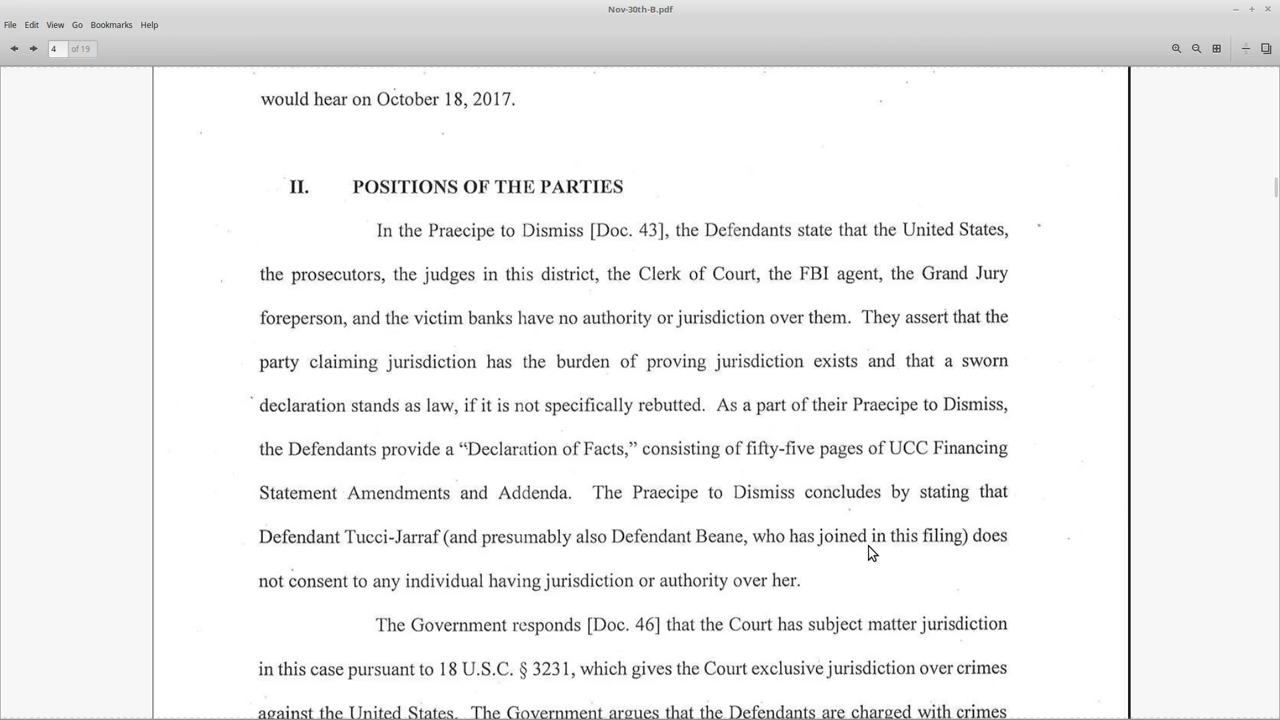 Nov-30th-B.pdf
File Edit View Go Bookmarks Help
4 of 19
would hear on October 18, 2017.
II. POSITIONS OF THE PARTIES
In the Praecipe to Dismiss [Doc. 43], the Defendants state that the United States,
the prosecutors, the judges in this district, the Clerk of Court, the FBI agent, the Grand Jury
foreperson, and the victim banks have no authority or jurisdiction over them. They assert that the
party claiming jurisdiction has the burden of proving jurisdiction exists and that a sworn
declaration stands as law, if it is not specifically rebutted. As a part of their Praecipe to Dismiss,
the Defendants provide a “Declaration of Facts,” consisting of fifty-five pages of UCC Financing
Statement Amendments and Addenda. The Praecipe to Dismiss concludes by stating that
Defendant Tucci-Jarraf (and presumably also Defendant Beane, who has joined in this filing) does
not consent to any individual having jurisdiction or authority over her.
The Government responds [Doc. 46] that the Court has subject matter jurisdiction
in this case pursuant to 18 U.S.C. § 3231, which gives the Court exclusive jurisdiction over crimes
against the United States. The Government argues that the Defendants are charged with crimes